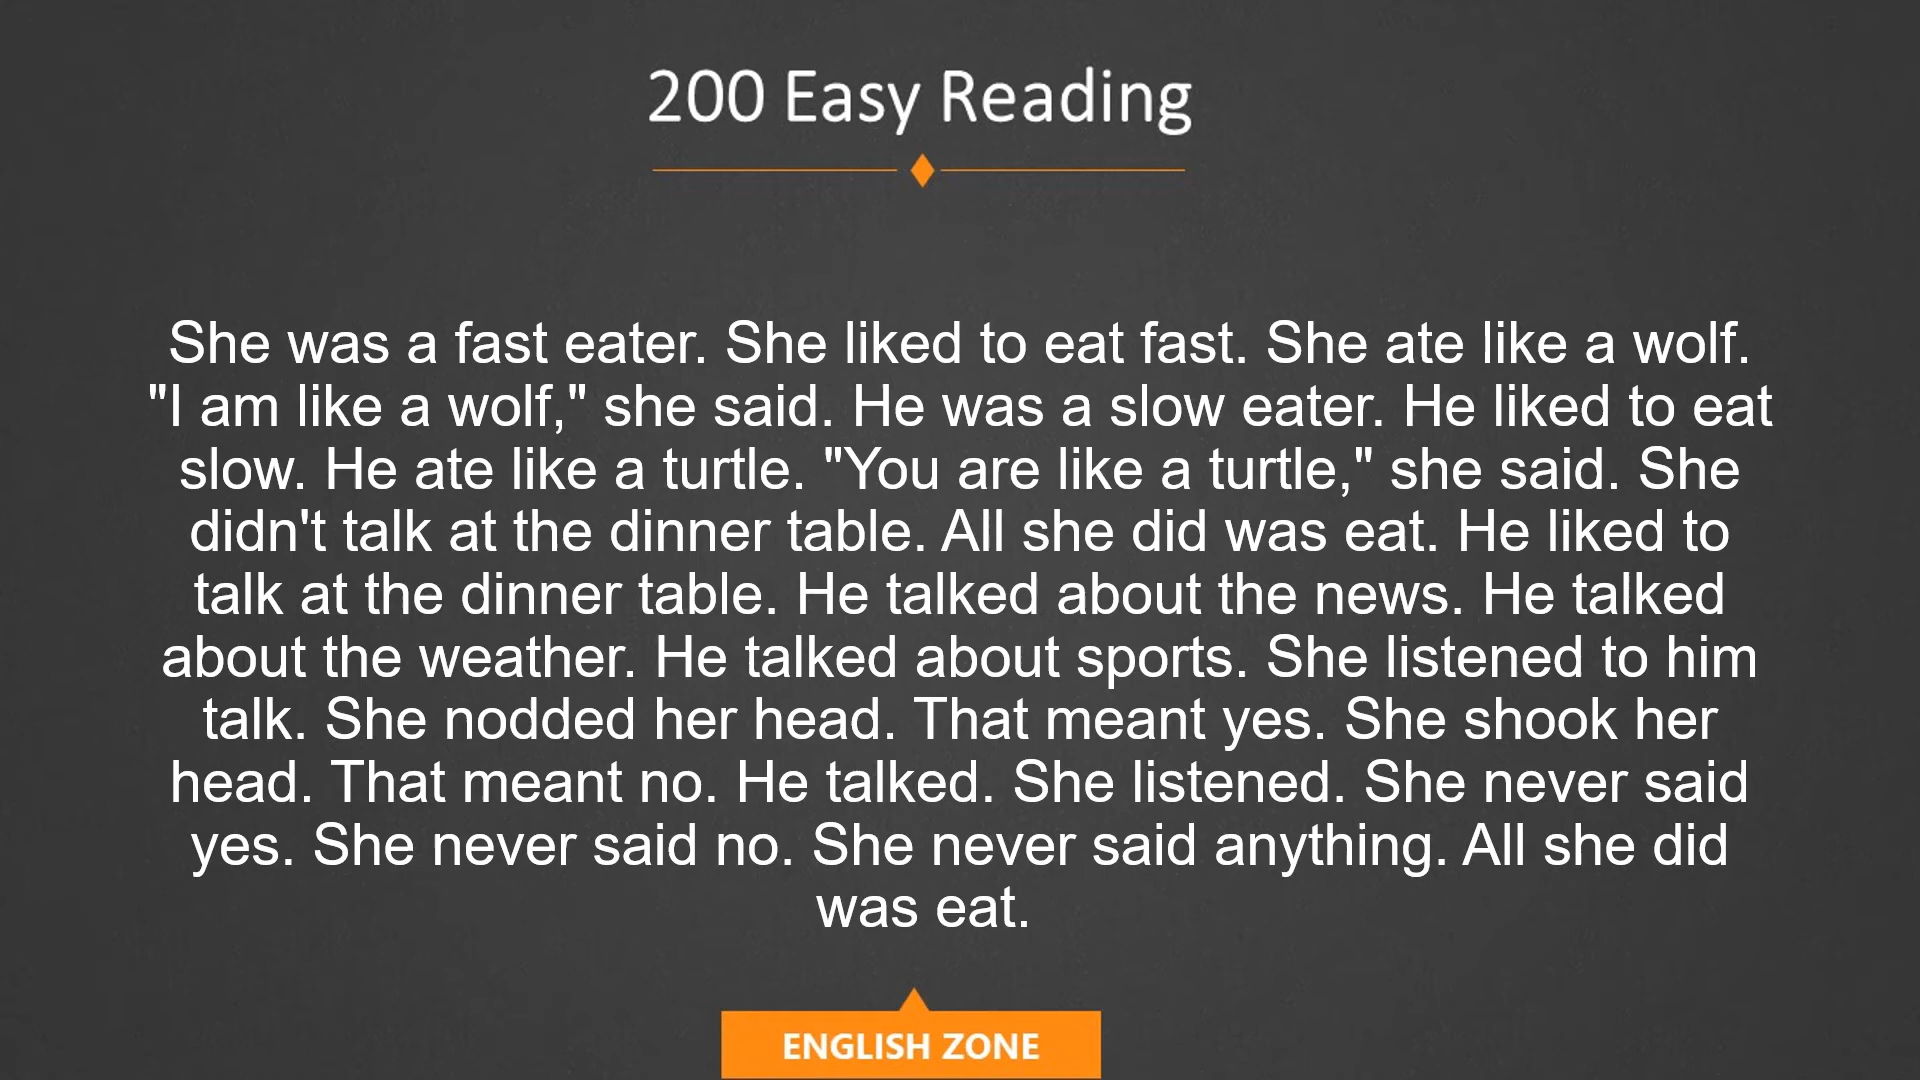 200 Easy Reading
She was a fast eater. She liked to eat fast. She ate like a wolf.
"I am like a wolf," she said. He was a slow eater. He liked to eat
slow. He ate like a turtle. "You are like a turtle," she said. She
didn't talk at the dinner table. All she did was eat. He liked to
talk at the dinner table. He talked about the news. He talked
about the weather. He talked about sports. She listened to him
talk. She nodded her head. That meant yes. She shook her
head. That meant no. He talked. She listened. She never said
yes. She never said no. She never said anything. All she did
was eat.
ENGLISH ZONE